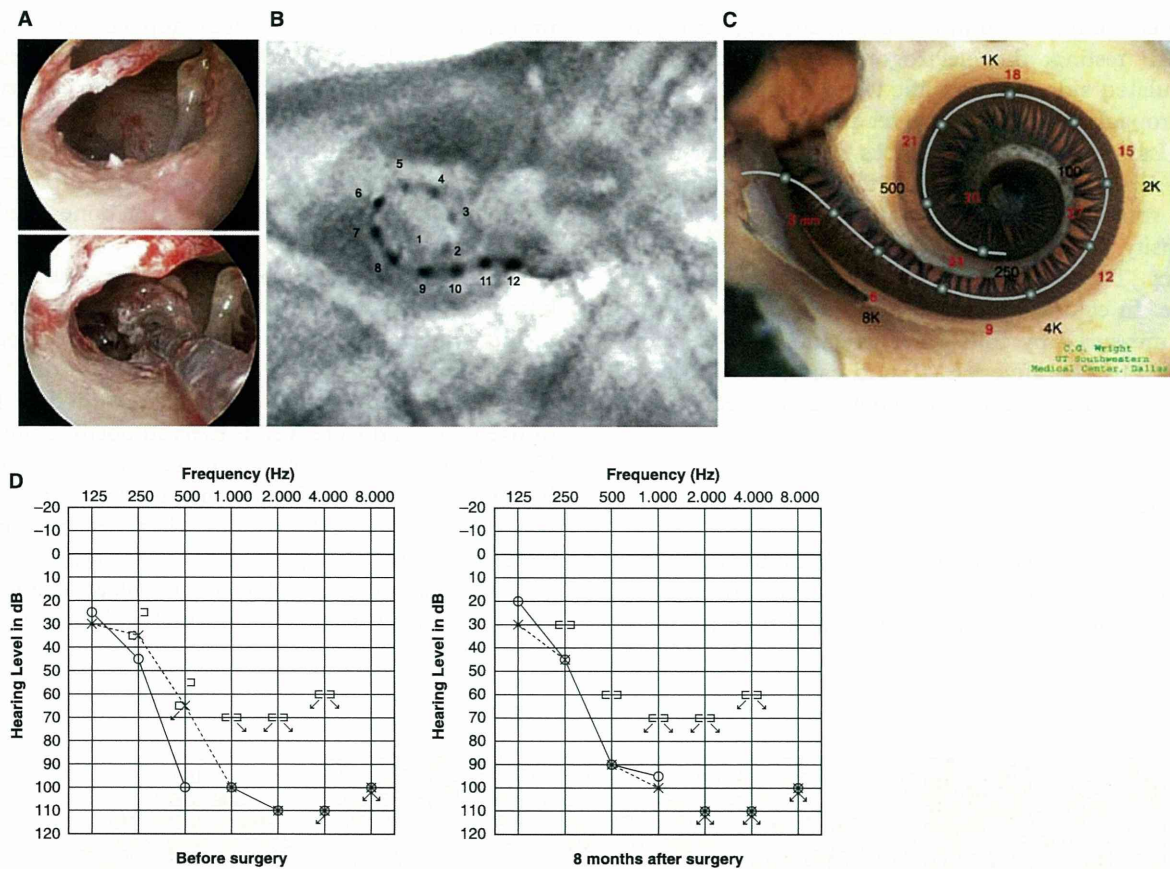 A
B
C
5
4
6
3
7
1
2
8
9
10
11
12
1K
18
21
15
100
2K
500
3 mm
12
250
6
8K
9
4K
C.G. Wright
UT Southwestern
Medical Center, Dallas
D
Frequency (Hz)
125 250 500 1.000 2.000 4.000 8.000
Hearing Level in dB
–20
–10
0
10
20
30
40
50
60
70
80
90
100
110
120
Before surgery
Frequency (Hz)
125 250 500 1.000 2.000 4.000 8.000
Hearing Level in dB
–20
–10
0
10
20
30
40
50
60
70
80
90
100
110
120
8 months after surgery